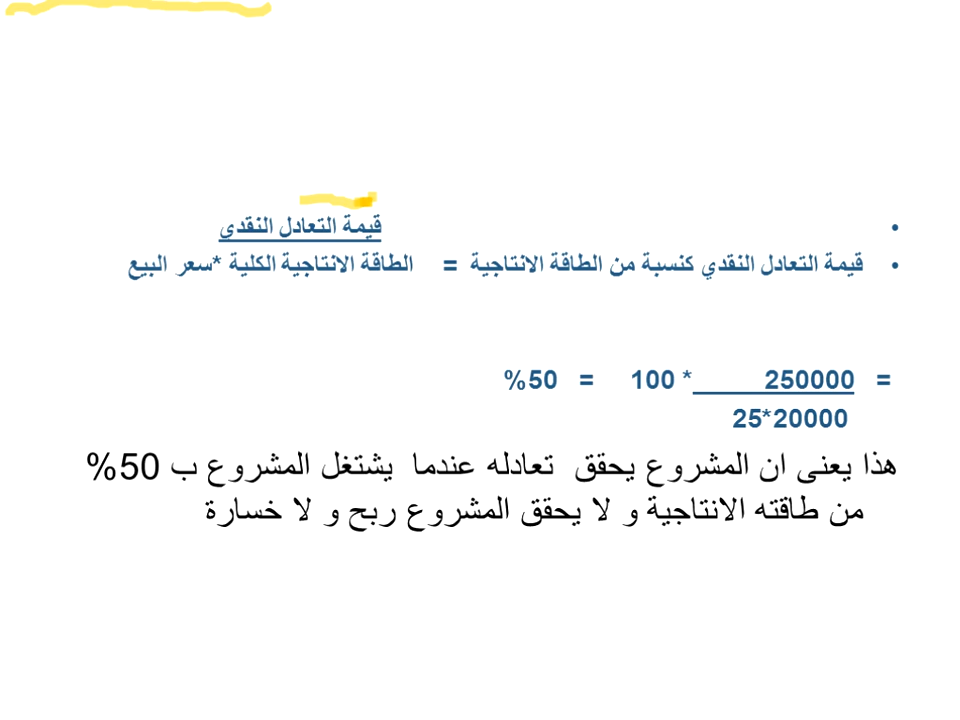 • قيمة التعادل النقدي
• قيمة التعادل النقدي كنسبة من الطاقة الانتاجية = الطاقة الانتاجية الكلية *سعر البيع
= 250000 * 100 = 50%
20000*25
هذا يعنى ان المشروع يحقق تعادله عندما يشتغل المشروع ب 50%
من طاقته الانتاجية و لا يحقق المشروع ربح و لا خسارة